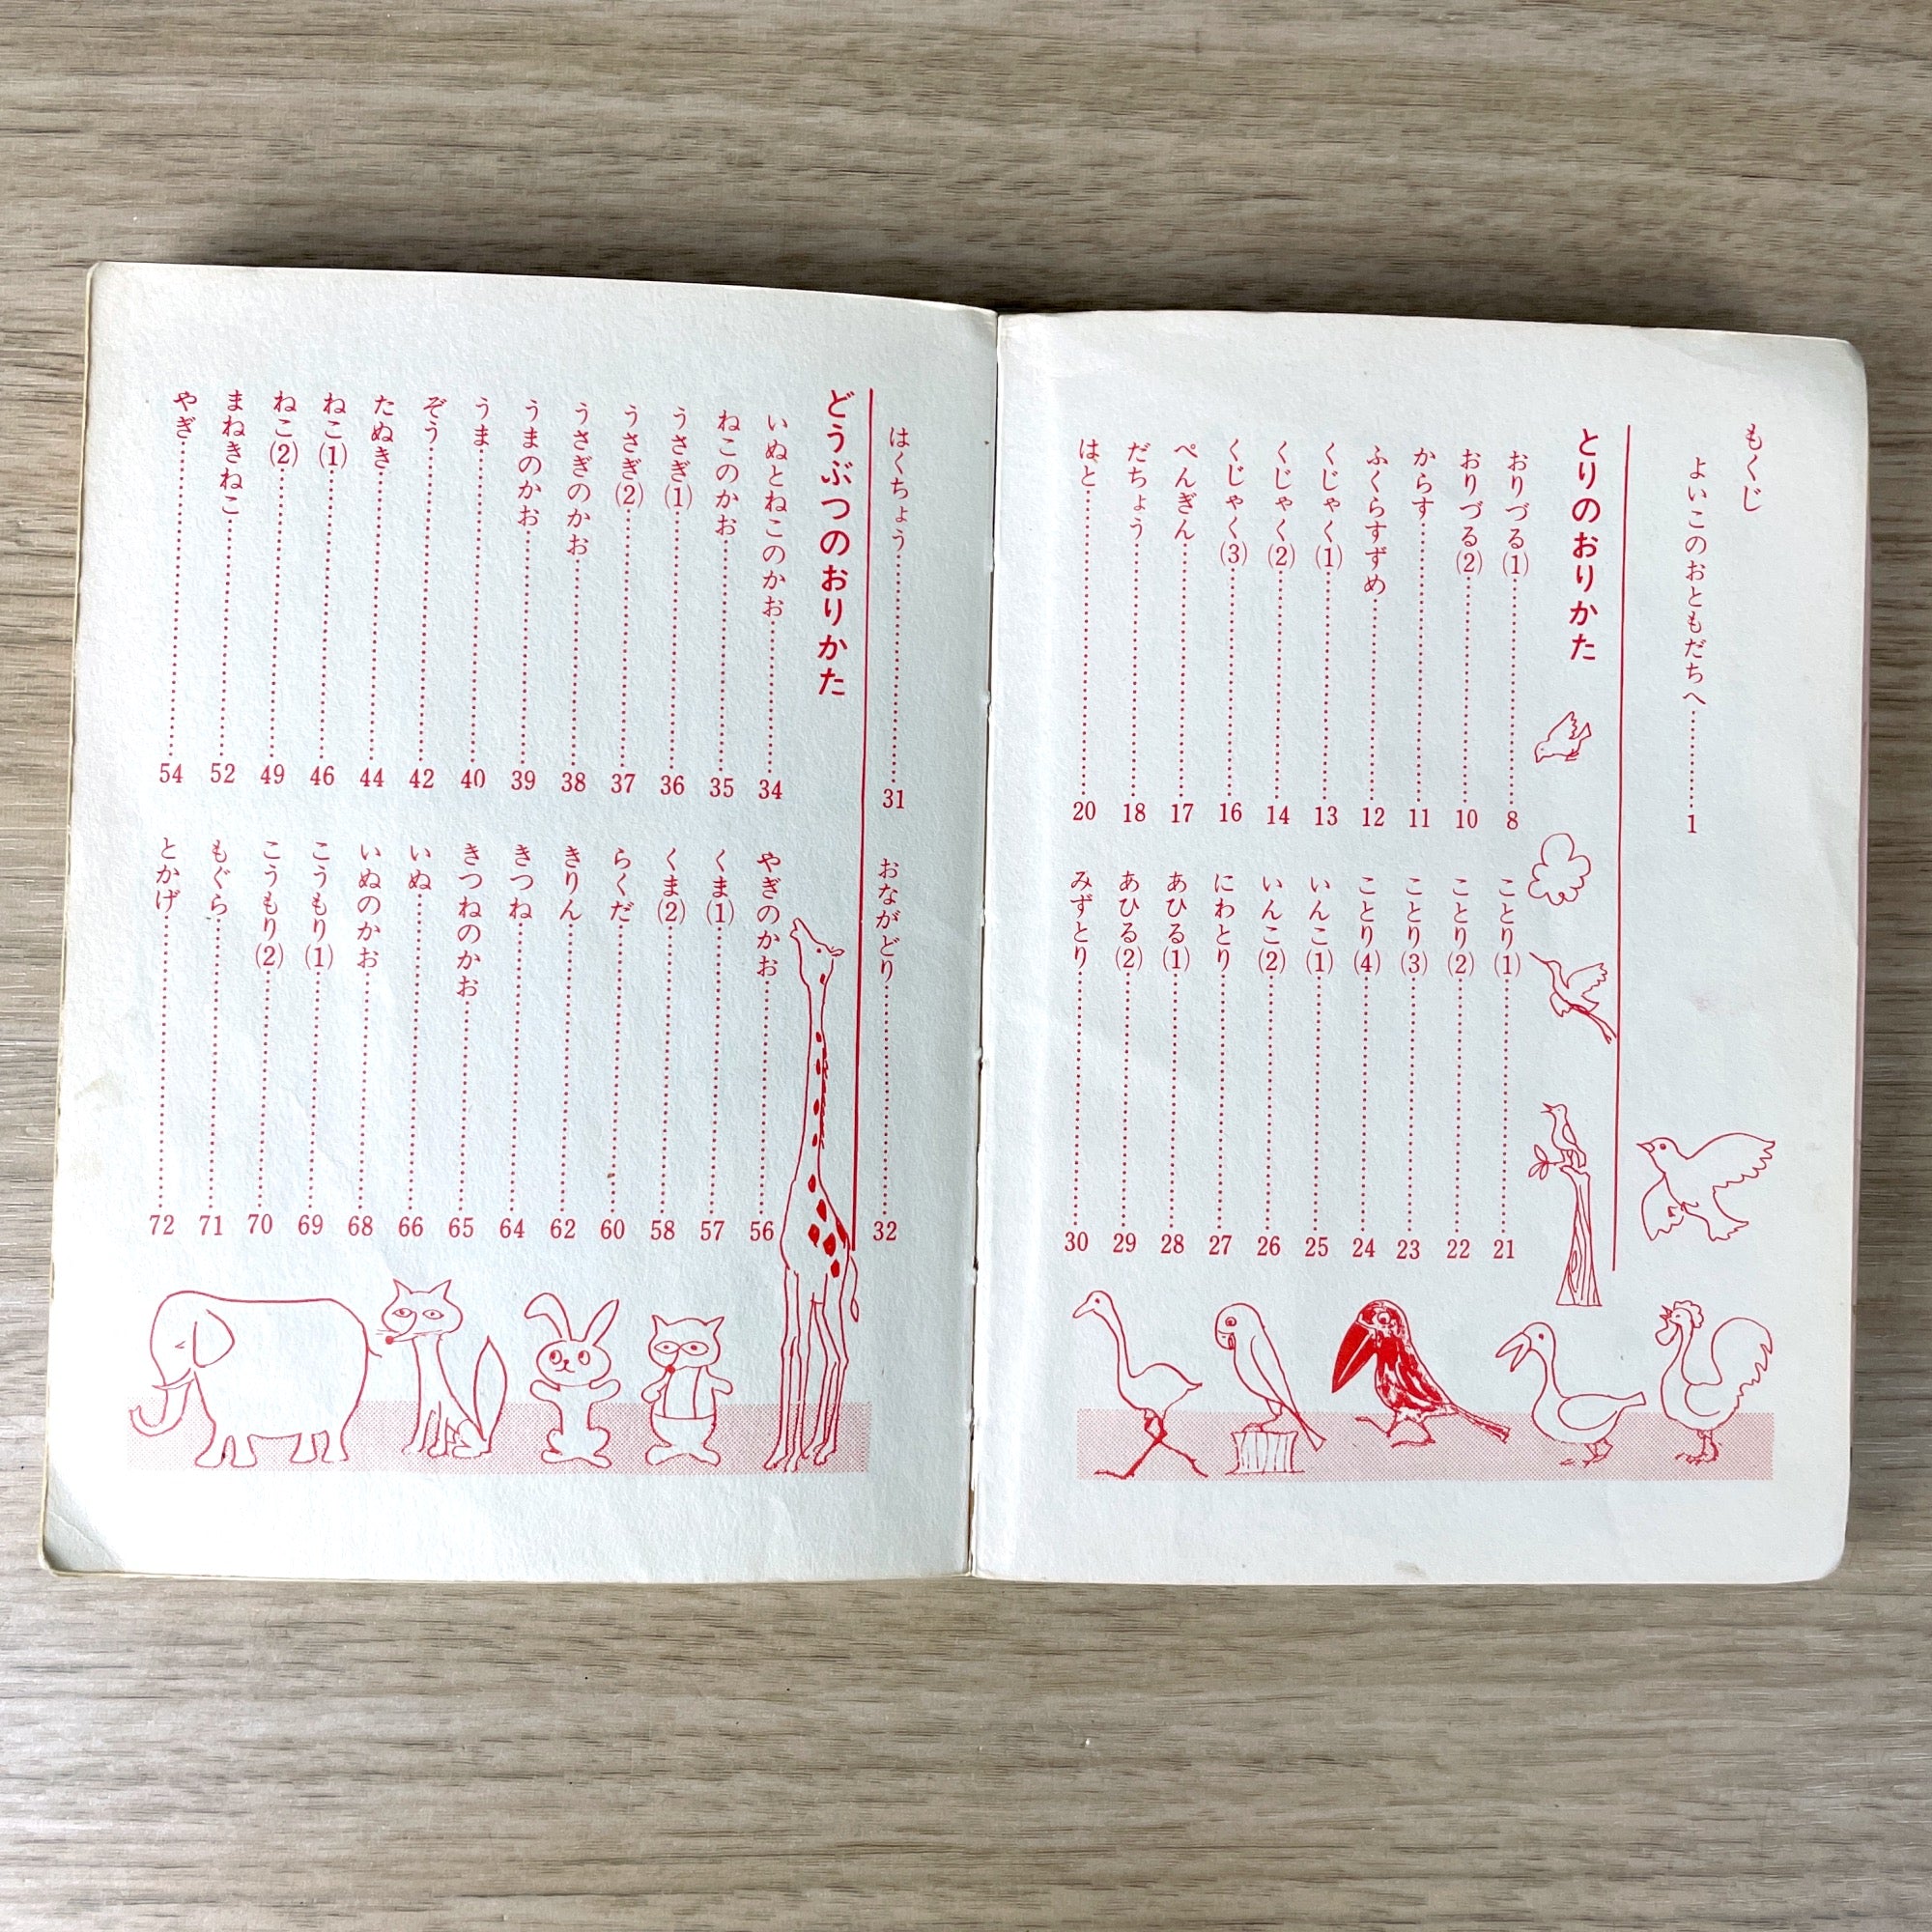 もくじ
よいこのおともだちへ…………1
とりのおりかた
おりづる(1)…………8
おりづる(2)…………10
からす…………11
ふくらすずめ…………12
くじゃく(1)…………13
くじゃく(2)…………14
くじゃく(3)…………16
ぺんぎん…………17
だちょう…………18
はと…………20
ことり(1)…………21
ことり(2)…………22
ことり(3)…………23
ことり(4)…………24
いんこ(1)…………25
いんこ(2)…………26
にわとり…………27
あひる(1)…………28
あひる(2)…………29
みずとり…………30
はくちょう…………31
おながどり…………32
どうぶつのおりかた
いぬとねこのかお…………34
ねこのかお…………35
うさぎ(1)…………36
うさぎ(2)…………37
うさぎのかお…………38
うまのかお…………39
うま…………40
ぞう…………42
たぬき…………44
ねこ(1)…………46
ねこ(2)…………49
まねきねこ…………52
やぎ…………54
やぎのかお…………56
くま(1)…………57
くま(2)…………58
らくだ…………60
きりん…………62
きつね…………64
きつねのかお…………65
いぬ…………66
いぬのかお…………68
こうもり(1)…………69
こうもり(2)…………70
もぐら…………71
とかげ…………72